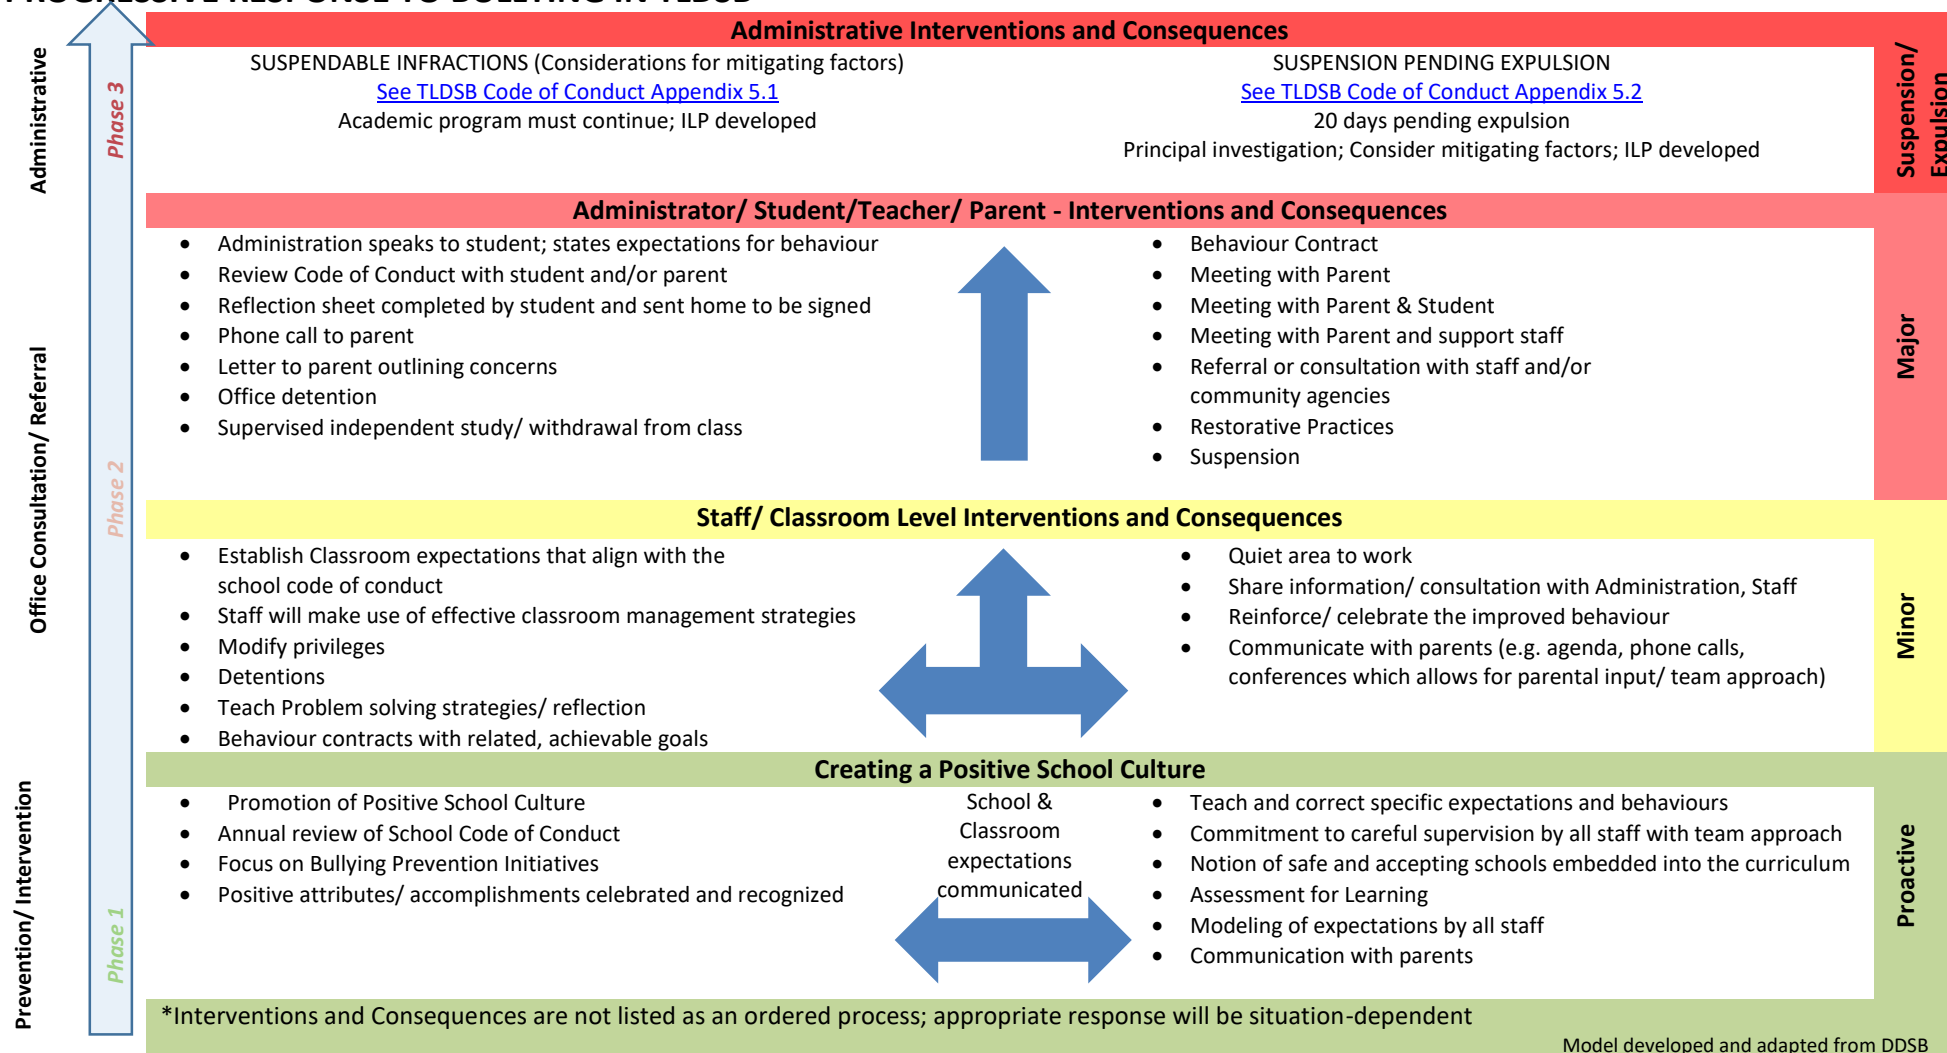 PROGRESSIVE RESPONSE TO BULLYING IN TLDSB
Administrative Interventions and Consequences
SUSPENDABLE INFRACTIONS (Considerations for mitigating factors)
See TLDSB Code of Conduct Appendix 5.1
Academic program must continue; ILP developed
SUSPENSION PENDING EXPULSION
See TLDSB Code of Conduct Appendix 5.2
20 days pending expulsion
Principal investigation; Consider mitigating factors; ILP developed
Administrative
Phase 3
Suspension/
Expulsion
Administrator/ Student/Teacher/ Parent - Interventions and Consequences
• Administration speaks to student; states expectations for behaviour
• Review Code of Conduct with student and/or parent
• Reflection sheet completed by student and sent home to be signed
• Phone call to parent
• Letter to parent outlining concerns
• Office detention
• Supervised independent study/ withdrawal from class
• Behaviour Contract
• Meeting with Parent
• Meeting with Parent & Student
• Meeting with Parent and support staff
• Referral or consultation with staff and/or
community agencies
• Restorative Practices
• Suspension
Major
Office Consultation/ Referral
Phase 2
Staff/ Classroom Level Interventions and Consequences
• Establish Classroom expectations that align with the
school code of conduct
• Staff will make use of effective classroom management strategies
• Modify privileges
• Detentions
• Teach Problem solving strategies/ reflection
• Behaviour contracts with related, achievable goals
• Quiet area to work
• Share information/ consultation with Administration, Staff
• Reinforce/ celebrate the improved behaviour
• Communicate with parents (e.g. agenda, phone calls,
conferences which allows for parental input/ team approach)
Minor
Creating a Positive School Culture
• Promotion of Positive School Culture
• Annual review of School Code of Conduct
• Focus on Bullying Prevention Initiatives
• Positive attributes/ accomplishments celebrated and recognized
School &
Classroom
expectations
communicated
• Teach and correct specific expectations and behaviours
• Commitment to careful supervision by all staff with team approach
• Notion of safe and accepting schools embedded into the curriculum
• Assessment for Learning
• Modeling of expectations by all staff
• Communication with parents
Proactive
Prevention/ Intervention
Phase 1
*Interventions and Consequences are not listed as an ordered process; appropriate response will be situation-dependent
Model developed and adapted from DDSB